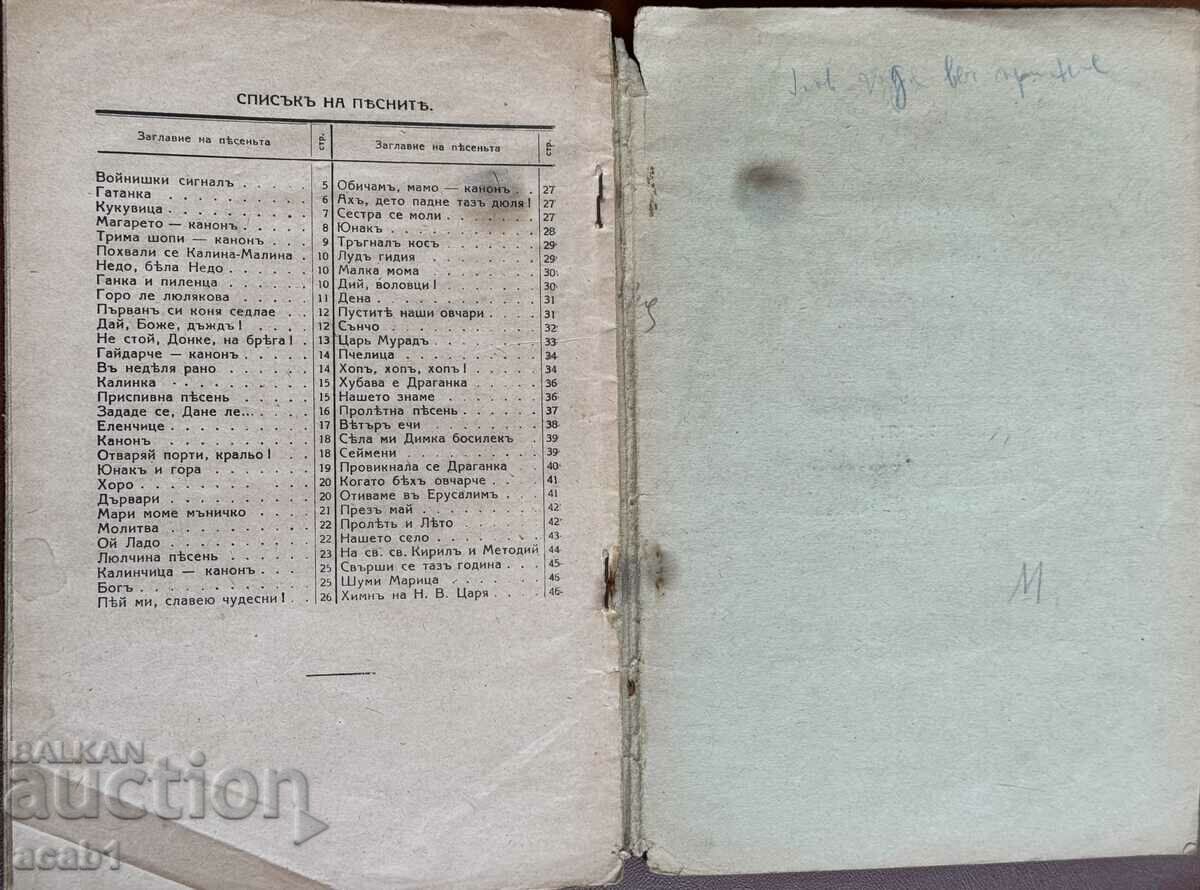 СПИСЪКЪ НА ПѢСНИТѢ.
Заглавие на пѣсеньта стр.
Войнишки сигналъ . . . . . 5
Гатанка . . . . . . . . . 6
Кукувица . . . . . . . . . 7
Магарето — канонъ . . . . . 8
Трима шопи — канонъ . . . 9
Похвали се Калина-Малина . 10
Недо, бѣла Недо . . . . . 10
Ганка и пиленца . . . . . 10
Горо ле люлякова . . . . . 11
Първанъ си коня седлае . . 12
Дай, Боже, дъждъ! . . . . 12
Не стой, Донке, на брѣга! . 13
Гайдарче — канонъ . . . . . 14
Въ недѣля рано . . . . . . 14
Калинка . . . . . . . . . 15
Приспивна пѣсень . . . . . 15
Зададе се, Дане ле... . . . 16
Еленчице . . . . . . . . . 17
Канонъ . . . . . . . . . 18
Отваряй порти, кральо! . . 18
Юнакъ и гора . . . . . . . 19
Хоро . . . . . . . . . . 20
Дървари . . . . . . . . . 20
Мари моме мъничко . . . . 21
Молитва . . . . . . . . . 22
Ой Ладо . . . . . . . . . 22
Люлчина пѣсень . . . . . . 23
Калинчица — канонъ . . . 25
Богъ . . . . . . . . . . 25
Пѣй ми, славею чудесни! . . 26
Заглавие на пѣсеньта стр.
Обичамъ, мамо — канонъ . . 27
Ахъ, дето падне тазъ дюля! 27
Сестра се моли . . . . . . 27
Юнакъ . . . . . . . . . . 28
Тръгналъ косъ . . . . . . 29
Лудъ гидия . . . . . . . . 29
Малка мома . . . . . . . 30
Дий, воловци! . . . . . . 30
Дена . . . . . . . . . . 31
Пуститѣ наши овчари . . . . 31
Сънчо . . . . . . . . . . 32
Царь Мурадъ . . . . . . . 33
Пчелица . . . . . . . . . 34
Хопъ, хопъ, хопъ! . . . . . 34
Хубава е Драганка . . . . 36
Нашето знаме . . . . . . . 36
Пролѣтна пѣсень . . . . . . 37
Вѣтъръ ечи . . . . . . . . 38
Сѣла ми Димка босилекъ . . 39
Сеймени . . . . . . . . . 39
Провикнала се Драганка . . 40
Когато бѣхъ овчарче . . . . 41
Отиваме въ Ерусалимъ . . . 41
Презъ май . . . . . . . . 42
Пролѣть и Лѣто . . . . . . 42
Нашето село . . . . . . . 43
На св. св. Кирилъ и Методий 44
Свърши се тазъ година . . . 45
Шуми Марица . . . . . . . 46
Химнъ на Н. В. Царя . . . . 46
М.
BALKAN
auction
acab1